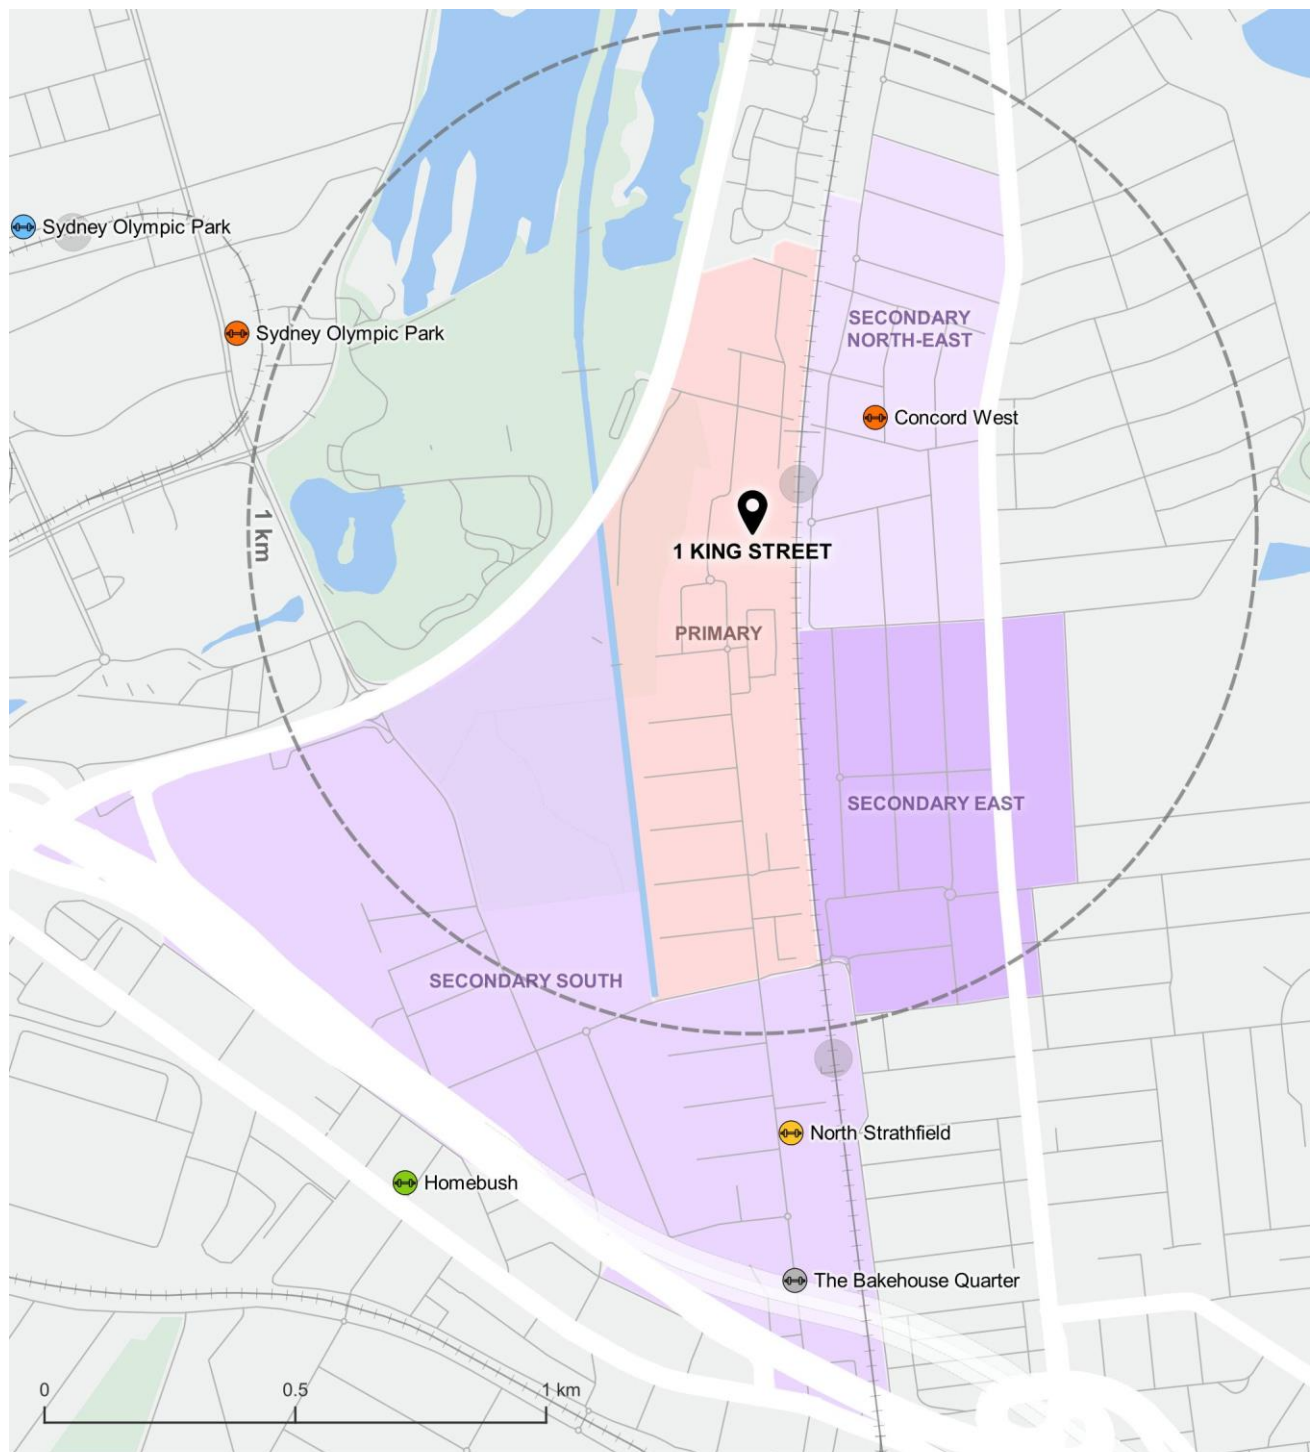 Sydney Olympic Park
Sydney Olympic Park
SECONDARY
NORTH-EAST
Concord West
1 km
1 KING STREET
PRIMARY
SECONDARY EAST
SECONDARY SOUTH
North Strathfield
Homebush
The Bakehouse Quarter
0 0.5 1 km